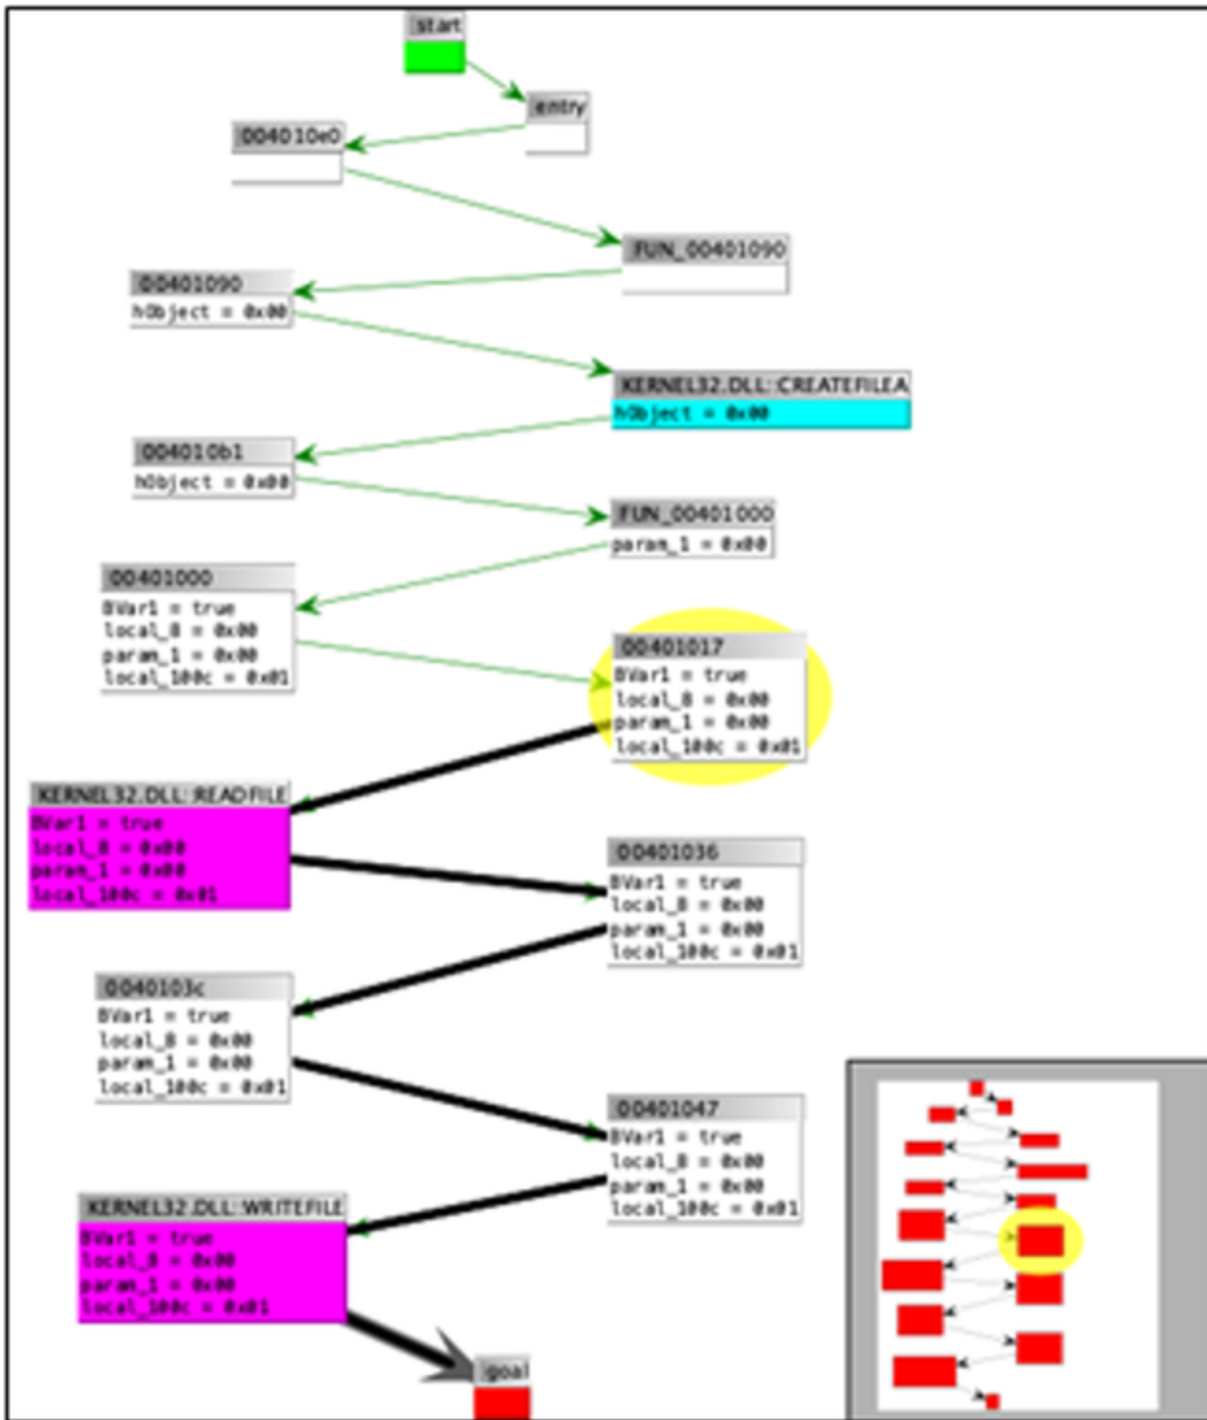 start
entry
004010e0
FUN_00401090
00401090
hObject = 0x00
KERNEL32.DLL::CREATEFILEA
hObject = 0x00
004010b1
hObject = 0x00
FUN_00401000
param_1 = 0x00
00401000
BVar1 = true
local_8 = 0x00
param_1 = 0x00
local_100c = 0x01
00401017
BVar1 = true
local_8 = 0x00
param_1 = 0x00
local_100c = 0x01
KERNEL32.DLL::READFILE
BVar1 = true
local_8 = 0x00
param_1 = 0x00
local_100c = 0x01
00401036
BVar1 = true
local_8 = 0x00
param_1 = 0x00
local_100c = 0x01
0040103c
BVar1 = true
local_8 = 0x00
param_1 = 0x00
local_100c = 0x01
00401047
BVar1 = true
local_8 = 0x00
param_1 = 0x00
local_100c = 0x01
KERNEL32.DLL::WRITEFILE
BVar1 = true
local_8 = 0x00
param_1 = 0x00
local_100c = 0x01
goal